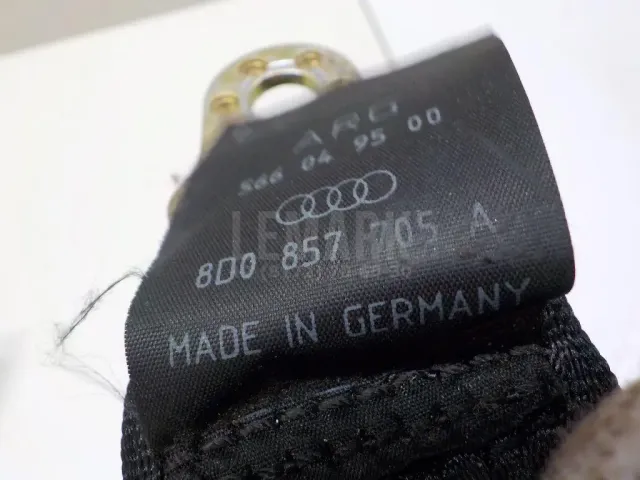 ARO
566 04 95 00
8D0 857 705 A
MADE IN GERMANY